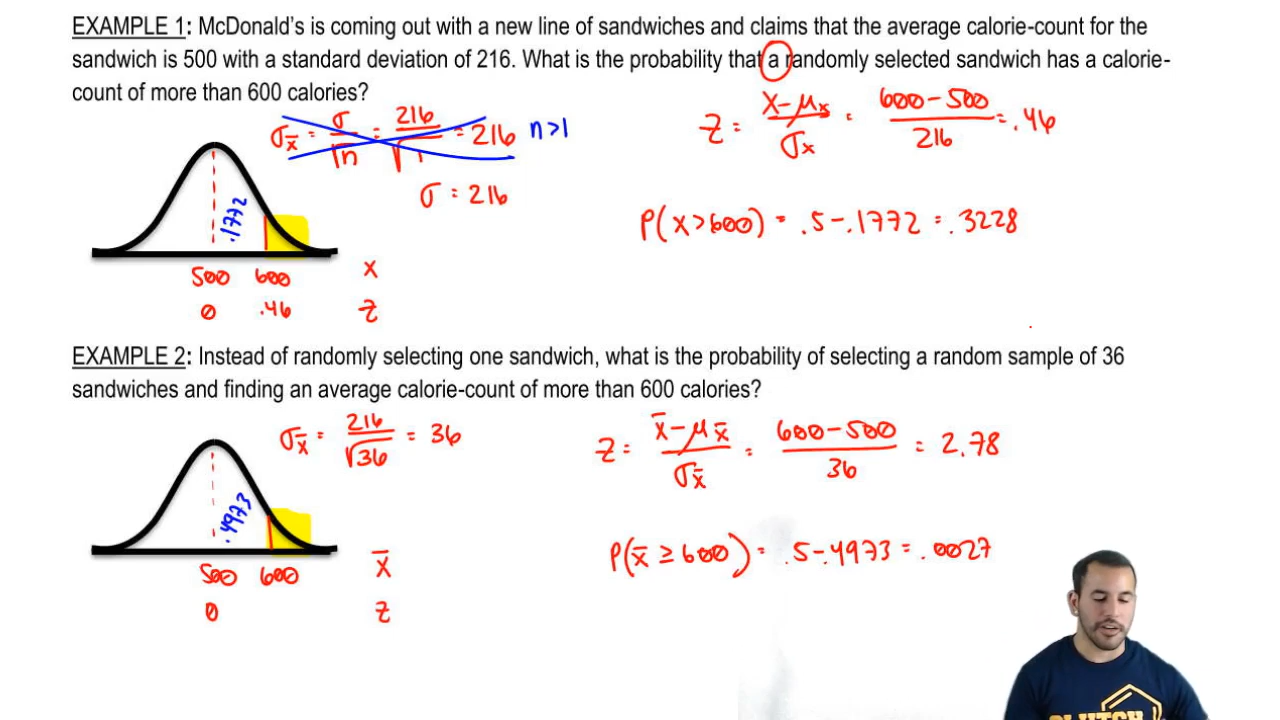 EXAMPLE 1: McDonald's is coming out with a new line of sandwiches and claims that the average calorie-count for the
sandwich is 500 with a standard deviation of 216. What is the probability that a randomly selected sandwich has a calorie-
count of more than 600 calories?
σx̄ = σ/√n = 216/√1 = 216 n>1
σ = 216
Z = (x-μx)/σx = (600-500)/216 = .46
.1772
P(x>600) = .5-.1772 = .3228
500 600 x
0 .46 Z
EXAMPLE 2: Instead of randomly selecting one sandwich, what is the probability of selecting a random sample of 36
sandwiches and finding an average calorie-count of more than 600 calories?
σx̄ = 216/√36 = 36
Z = (x̄-μx̄)/σx̄ = (600-500)/36 = 2.78
.4973
P(x̄ ≥ 600) = .5-.4973 = .0027
500 600 x̄
0 Z
CLUTCH